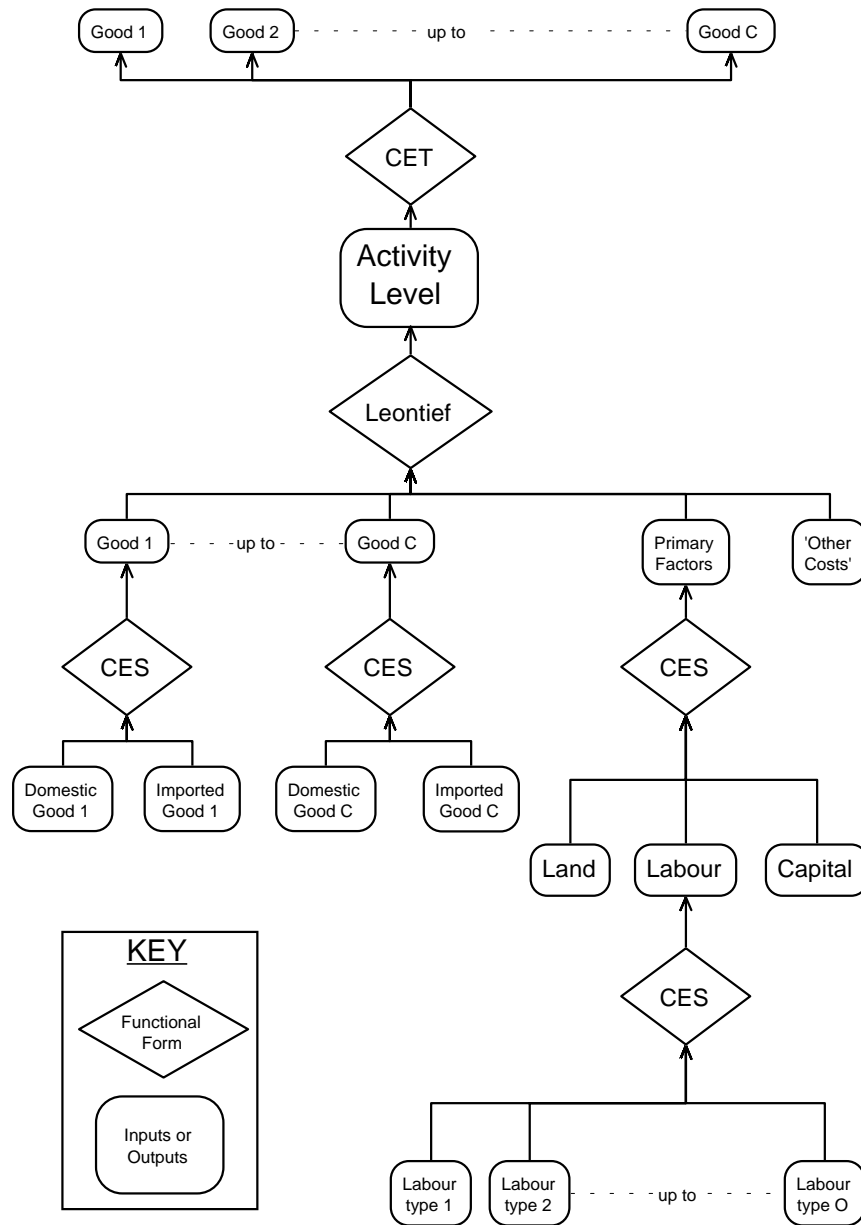 Good 1
Good 2
up to
Good C
CET
Activity
Level
Leontief
Good 1
up to
Good C
Primary
Factors
'Other
Costs'
CES
CES
CES
Domestic
Good 1
Imported
Good 1
Domestic
Good C
Imported
Good C
Land
Labour
Capital
KEY
Functional
Form
Inputs or
Outputs
CES
Labour
type 1
Labour
type 2
up to
Labour
type O